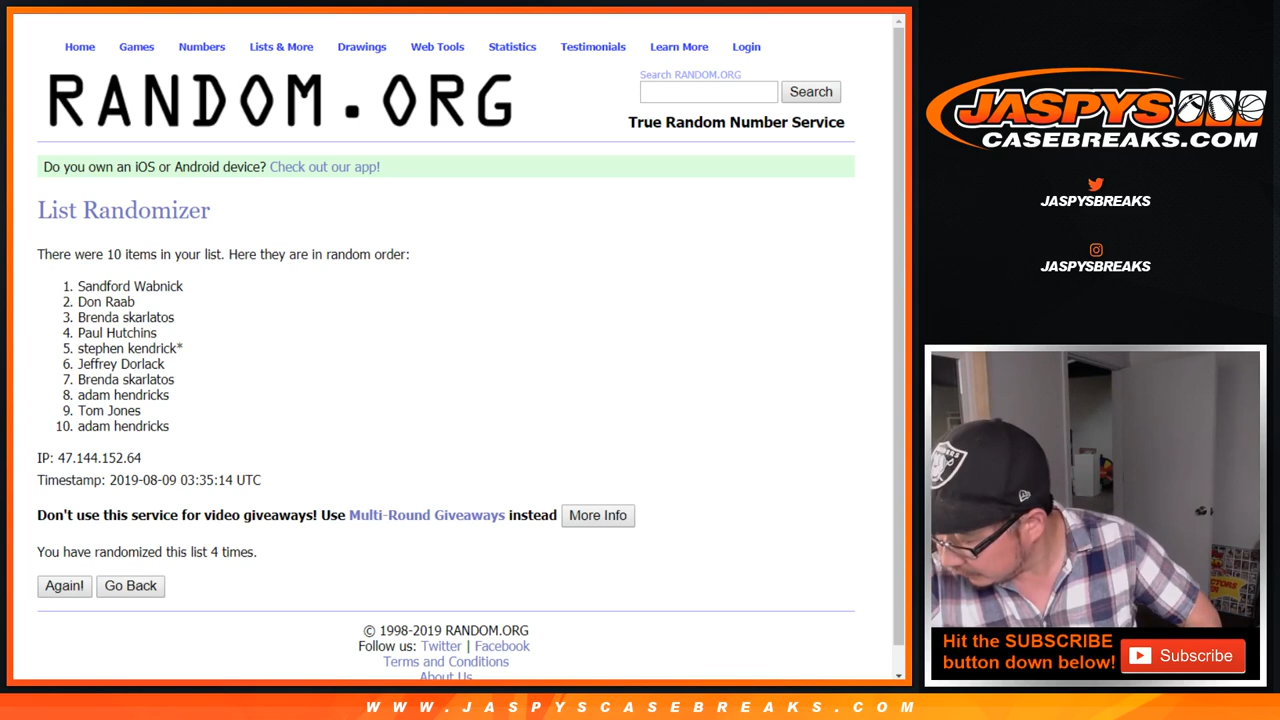 Home Games Numbers Lists & More Drawings Web Tools Statistics Testimonials Learn More Login
RANDOM.ORG
Search RANDOM.ORG
Search
True Random Number Service
Do you own an iOS or Android device? Check out our app!
List Randomizer
There were 10 items in your list. Here they are in random order:
1. Sandford Wabnick
2. Don Raab
3. Brenda skarlatos
4. Paul Hutchins
5. stephen kendrick*
6. Jeffrey Dorlack
7. Brenda skarlatos
8. adam hendricks
9. Tom Jones
10. adam hendricks
IP: 47.144.152.64
Timestamp: 2019-08-09 03:35:14 UTC
Don't use this service for video giveaways! Use Multi-Round Giveaways instead More Info
You have randomized this list 4 times.
Again! Go Back
© 1998-2019 RANDOM.ORG
Follow us: Twitter | Facebook
Terms and Conditions
About Us
JASPYS
CASEBREAKS.COM
JASPYSBREAKS
JASPYSBREAKS
RAIDERS
Hit the SUBSCRIBE
button down below!
Subscribe
WWW.JASPYSCASEBREAKS.COM